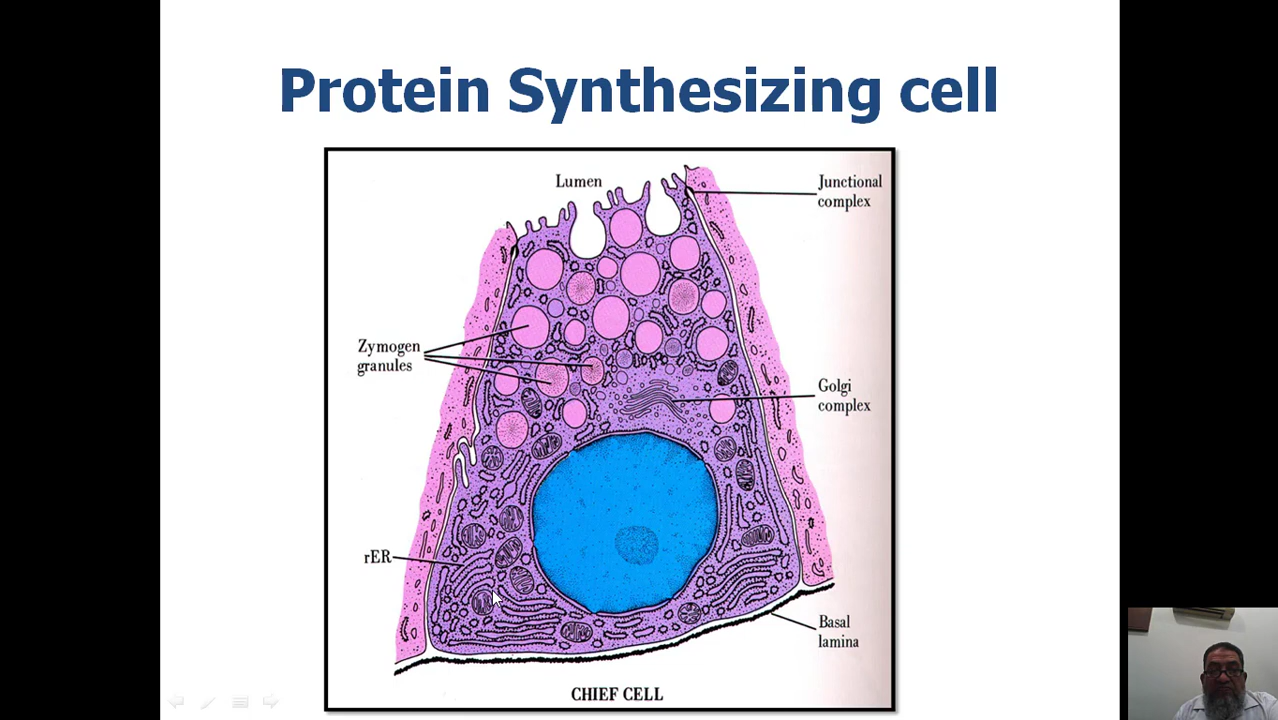 Protein Synthesizing cell
Lumen
Junctional
complex
Zymogen
granules
Golgi
complex
rER
Basal
lamina
CHIEF CELL